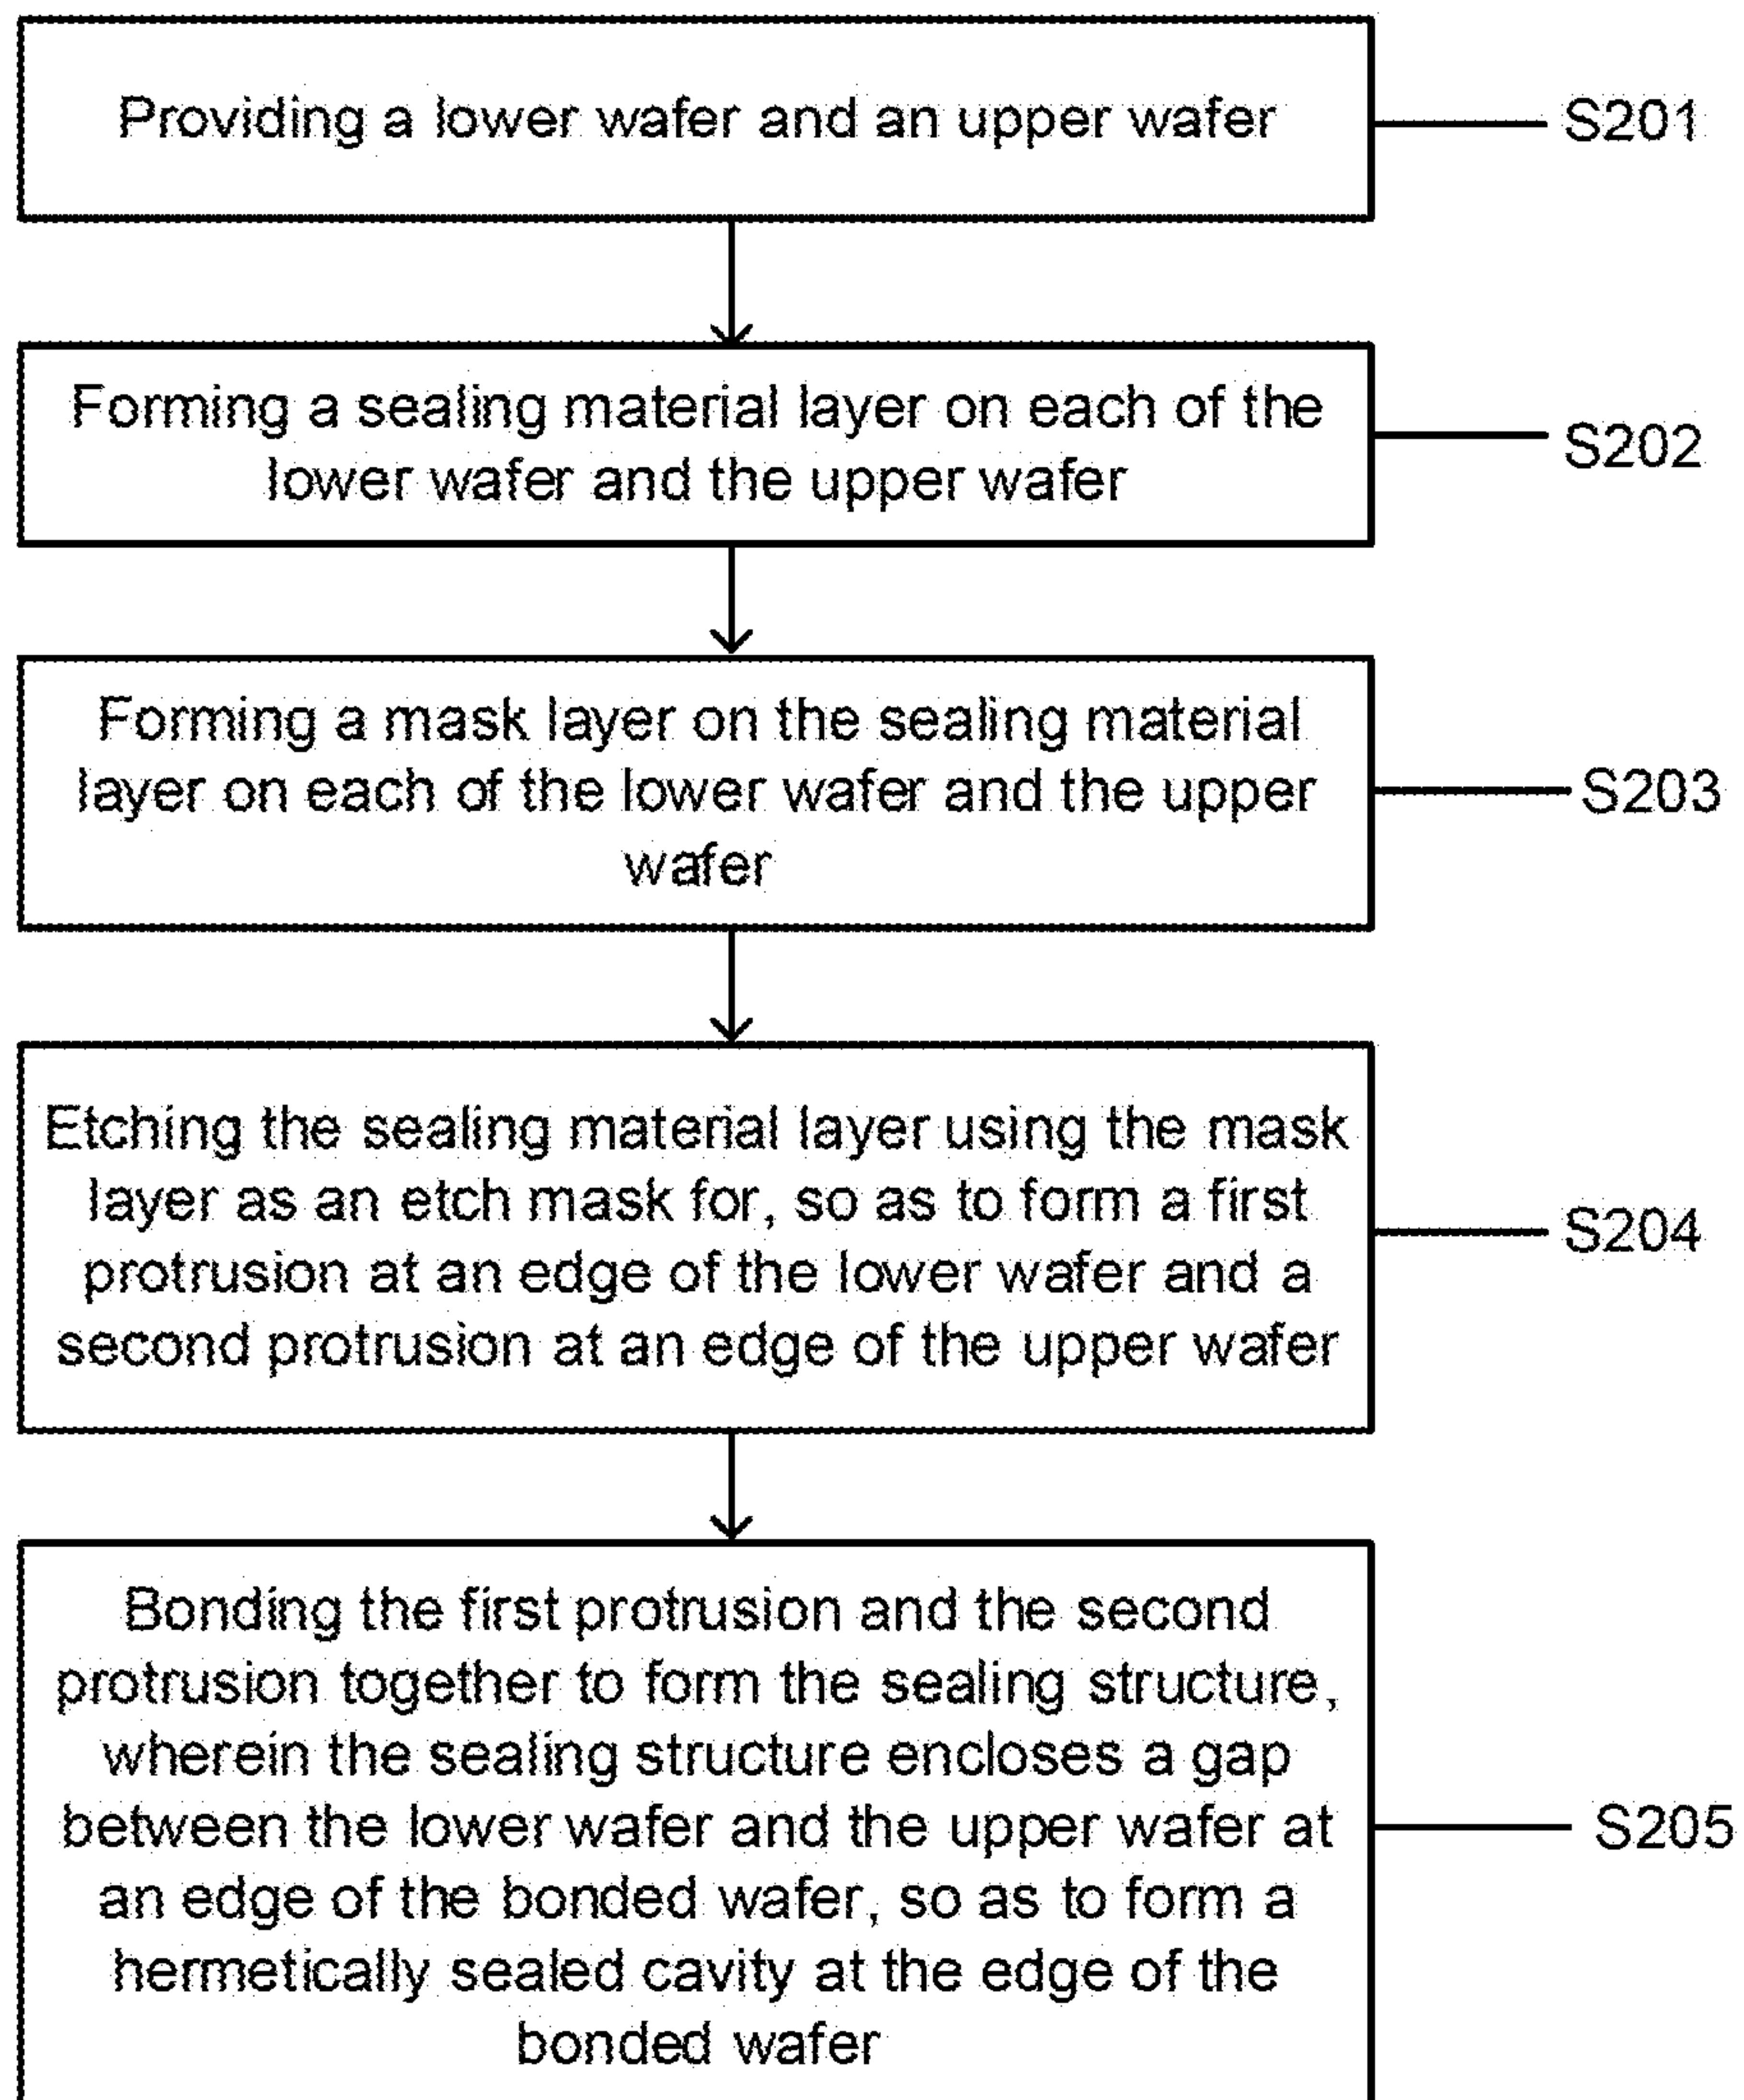 Providing a lower wafer and an upper wafer
S201
Forming a sealing material layer on each of the
lower wafer and the upper wafer
S202
Forming a mask layer on the sealing material
layer on each of the lower wafer and the upper
wafer
S203
Etching the sealing material layer using the mask
layer as an etch mask for, so as to form a first
protrusion at an edge of the lower wafer and a
second protrusion at an edge of the upper wafer
S204
Bonding the first protrusion and the second
protrusion together to form the sealing structure,
wherein the sealing structure encloses a gap
between the lower wafer and the upper wafer at
an edge of the bonded wafer, so as to form a
hermetically sealed cavity at the edge of the
bonded wafer
S205